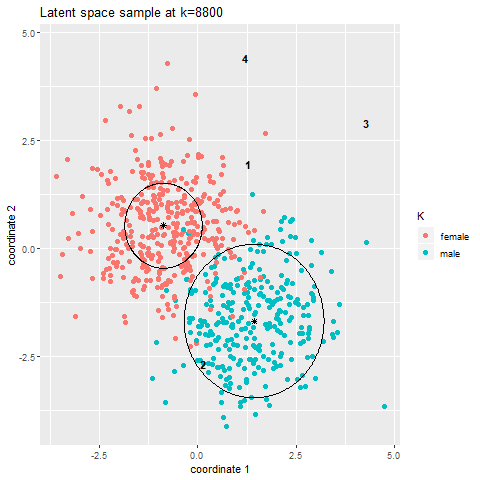 Latent space sample at k=8800
5.0
4
3
2.5
1
K
female
male
coordinate 2
0.0
-2.5
2
-2.5
0.0
2.5
5.0
coordinate 1